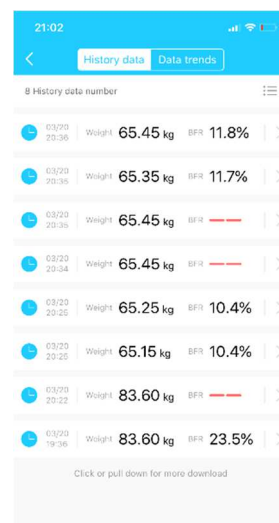 21:02
History data Data trends
8 History data number
03/20 20:36 Weight 65.45 kg BFR 11.8%
03/20 20:35 Weight 65.35 kg BFR 11.7%
03/20 20:35 Weight 65.45 kg BFR — —
03/20 20:34 Weight 65.45 kg BFR — —
03/20 Weight 65.25 kg BFR 10.4%
03/20 20:25 Weight 65.15 kg BFR 10.4%
03/20 20:22 Weight 83.60 kg BFR — —
03/20 19:36 Weight 83.60 kg BFR 23.5%
Click or pull down for more download